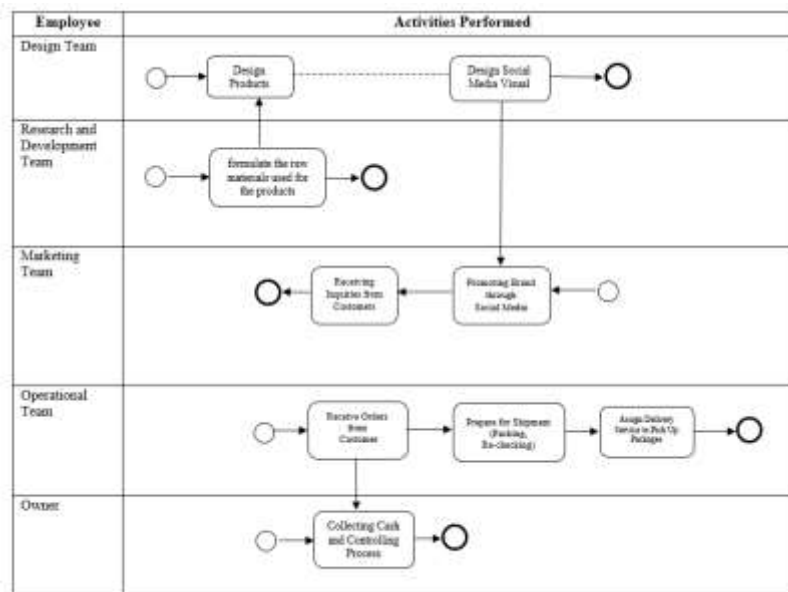 Employee
Activities Performed
Design Team
Design
Products
Design Social
Media Visual
Research and
Development
Team
formulate the raw
materials used for
the products
Marketing
Team
Receiving
Inquiries from
Customers
Promoting Brand
through
Social Media
Operational
Team
Receive Orders
from
Customer
Prepare for Shipment
(Packing,
Re-checking)
Assign Delivery
Service to Pick Up
Packages
Owner
Collecting Cash
and Controlling
Process